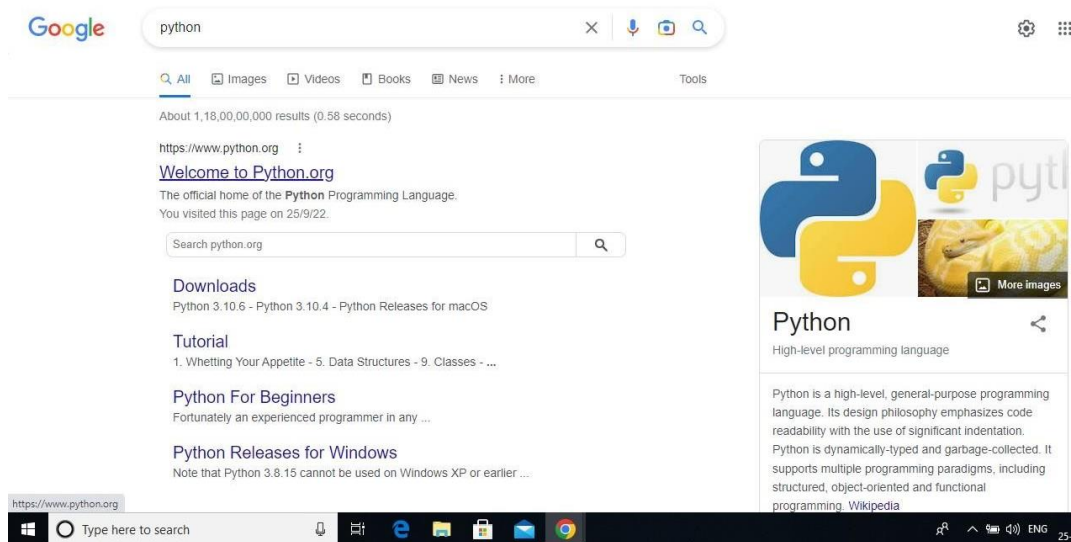 Google
python
All Images Videos Books News More Tools
About 1,18,00,00,000 results (0.58 seconds)
https://www.python.org
Welcome to Python.org
The official home of the Python Programming Language.
You visited this page on 25/9/22.
Search python.org
Downloads
Python 3.10.6 - Python 3.10.4 - Python Releases for macOS
Tutorial
1. Whetting Your Appetite - 5. Data Structures - 9. Classes - ...
Python For Beginners
Fortunately an experienced programmer in any ...
Python Releases for Windows
Note that Python 3.8.15 cannot be used on Windows XP or earlier ...
pyth
More images
Python
High-level programming language
Python is a high-level, general-purpose programming
language. Its design philosophy emphasizes code
readability with the use of significant indentation.
Python is dynamically-typed and garbage-collected. It
supports multiple programming paradigms, including
structured, object-oriented and functional
programming. Wikipedia
https://www.python.org
Type here to search
ENG
25-